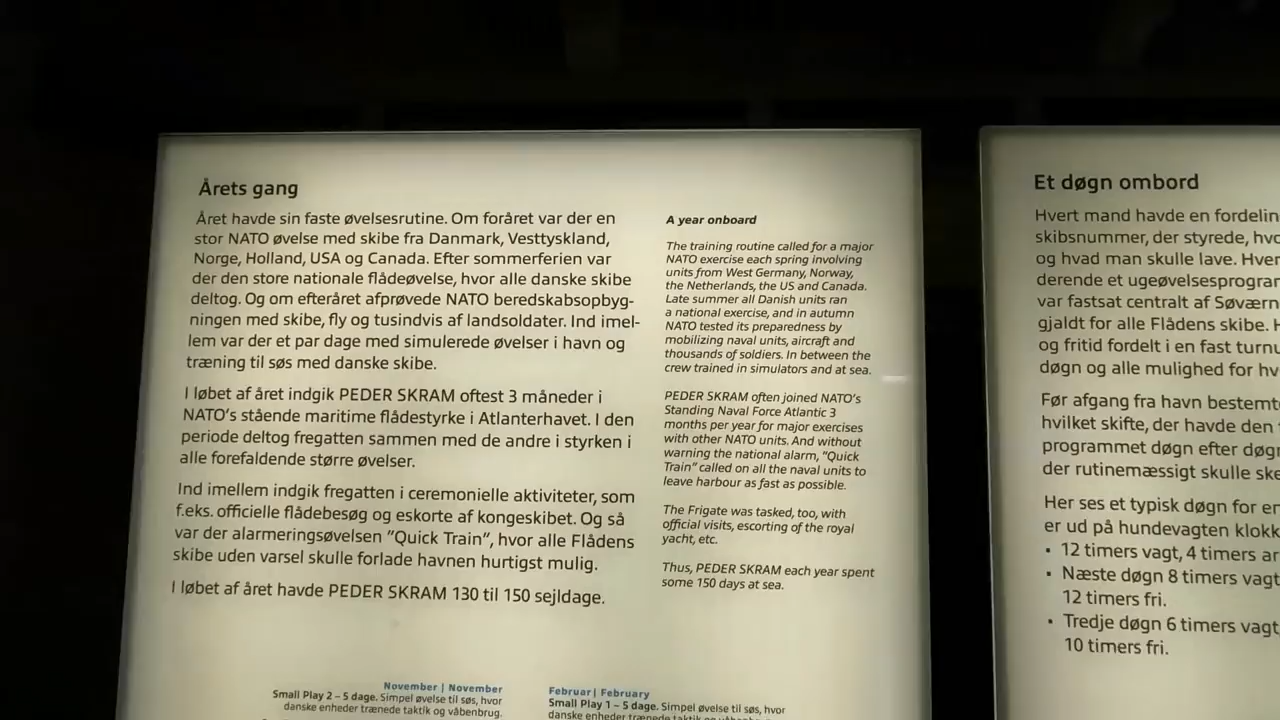 Årets gang
Året havde sin faste øvelsesrutine. Om foråret var der en
stor NATO øvelse med skibe fra Danmark, Vesttyskland,
Norge, Holland, USA og Canada. Efter sommerferien var
der den store nationale flådeøvelse, hvor alle danske skibe
deltog. Og om efteråret afprøvede NATO beredskabsopbyg-
ningen med skibe, fly og tusindvis af landsoldater. Ind imel-
lem var der et par dage med simulerede øvelser i havn og
træning til søs med danske skibe.
I løbet af året indgik PEDER SKRAM oftest 3 måneder i
NATO's stående maritime flådestyrke i Atlanterhavet. I den
periode deltog fregatten sammen med de andre i styrken i
alle forefaldende større øvelser.
Ind imellem indgik fregatten i ceremonielle aktiviteter, som
f.eks. officielle flådebesøg og eskorte af kongeskibet. Og så
var der alarmeringsøvelsen "Quick Train", hvor alle Flådens
skibe uden varsel skulle forlade havnen hurtigst mulig.
I løbet af året havde PEDER SKRAM 130 til 150 sejldage.
A year onboard
The training routine called for a major
NATO exercise each spring involving
units from West Germany, Norway,
the Netherlands, the US and Canada.
Late summer all Danish units ran
a national exercise, and in autumn
NATO tested its preparedness by
mobilizing naval units, aircraft and
thousands of soldiers. In between the
crew trained in simulators and at sea.
PEDER SKRAM often joined NATO's
Standing Naval Force Atlantic 3
months per year for major exercises
with other NATO units. And without
warning the national alarm, "Quick
Train" called on all the naval units to
leave harbour as fast as possible.
The Frigate was tasked, too, with
official visits, escorting of the royal
yacht, etc.
Thus, PEDER SKRAM each year spent
some 150 days at sea.
November | November
Small Play 2 – 5 dage. Simpel øvelse til søs, hvor
danske enheder trænede taktik og våbenbrug.
Februar | February
Small Play 1 – 5 dage. Simpel øvelse til søs, hvor
danske enheder trænede taktik og våbenbrug.
Et døgn ombord
Hvert mand havde en fordelin
skibsnummer, der styrede, hvo
og hvad man skulle lave. Hver
derende et ugeøvelsesprogra
var fastsat centralt af Søværn
gjaldt for alle Flådens skibe. H
og fritid fordelt i en fast turnu
døgn og alle mulighed for hv
Før afgang fra havn bestemte
hvilket skifte, der havde den
programmet døgn efter døgn
der rutinemæssigt skulle ske
Her ses et typisk døgn for en
er ud på hundevagten klokk
• 12 timers vagt, 4 timers ar
• Næste døgn 8 timers vagt
12 timers fri.
• Tredje døgn 6 timers vagt
10 timers fri.